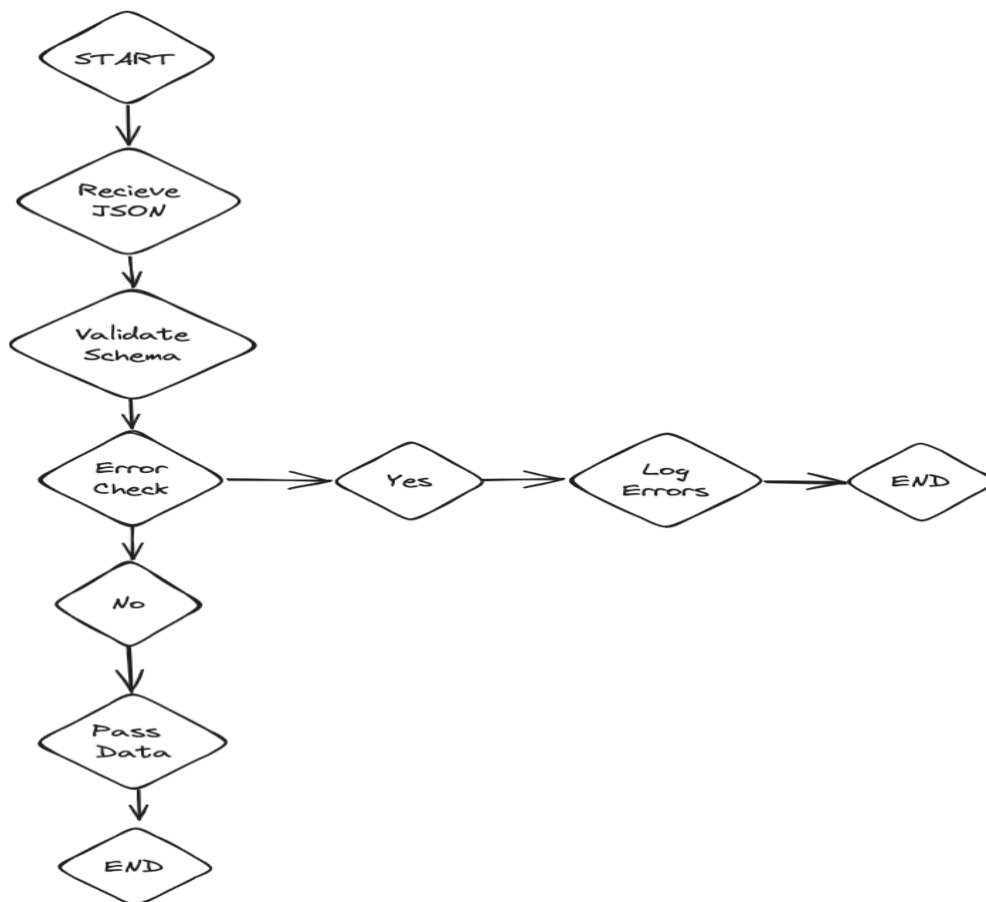 START
Recieve
JSON
Validate
Schema
Error
Check
Yes
Log
Errors
END
No
Pass
Data
END